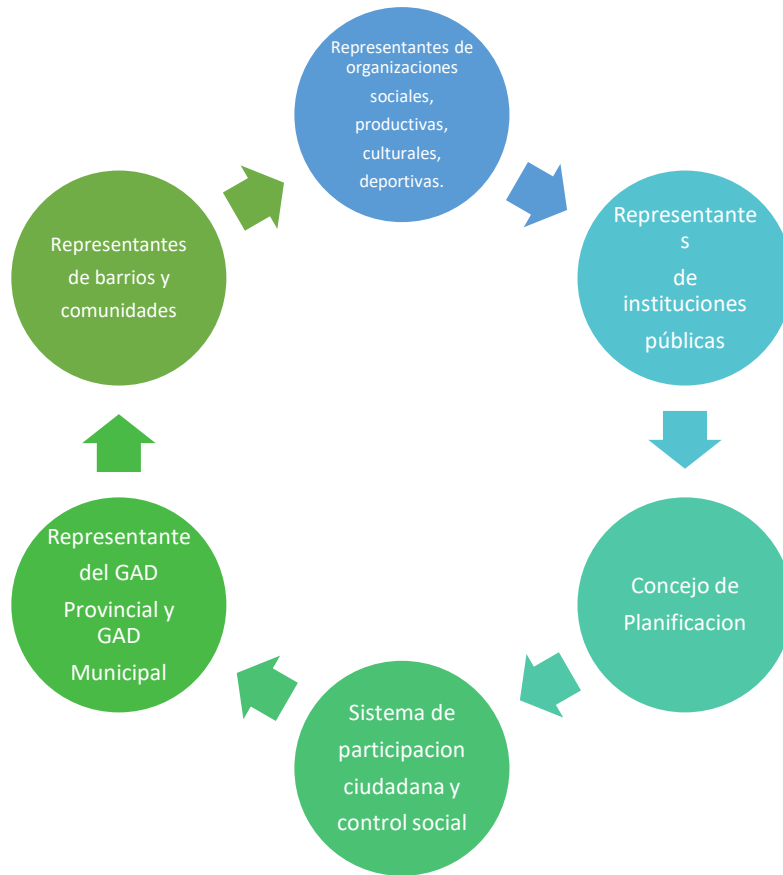 Representantes de
organizaciones
sociales,
productivas,
culturales,
deportivas.
Representante
s
de
instituciones
públicas
Concejo de
Planificacion
Sistema de
participacion
ciudadana y
control social
Representante
del GAD
Provincial y
GAD
Municipal
Representantes
de barrios y
comunidades